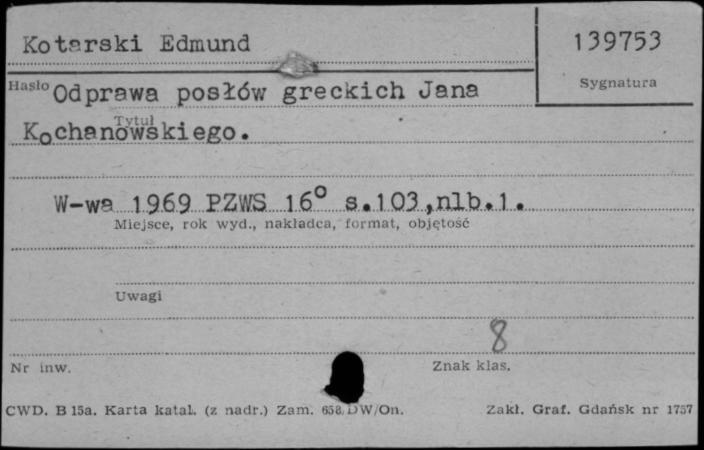 Kotarski Edmund
139753
Hasło
Sygnatura
Odprawa posłów greckich Jana
Tytuł
Kochanowskiego.
W-wa 1969 PZWS 16° s.103,nlb.1.
Miejsce, rok wyd., nakładca, format, objętość
Uwagi
8
Nr inw.
Znak klas.
CWD. B 15a. Karta katal. (z nadr.) Zam. 658/DW/On.
Zakł. Graf. Gdańsk nr 1757